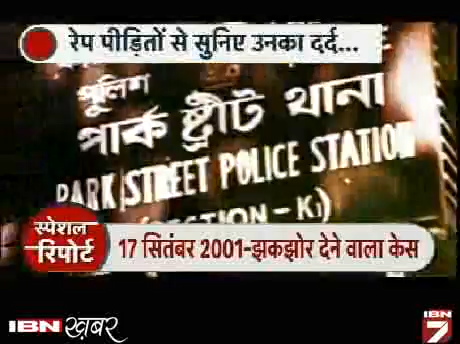 रेप पीड़ितों से सुनिए उनका दर्द...
পুলিশ
পার্ক স্ট্রীট থানা
PARK STREET POLICE STATION
(SECTION – K)
स्पेशल
रिपोर्ट
17 सितंबर 2001-झकझोर देने वाला केस
IBN ख़बर
IBN
7